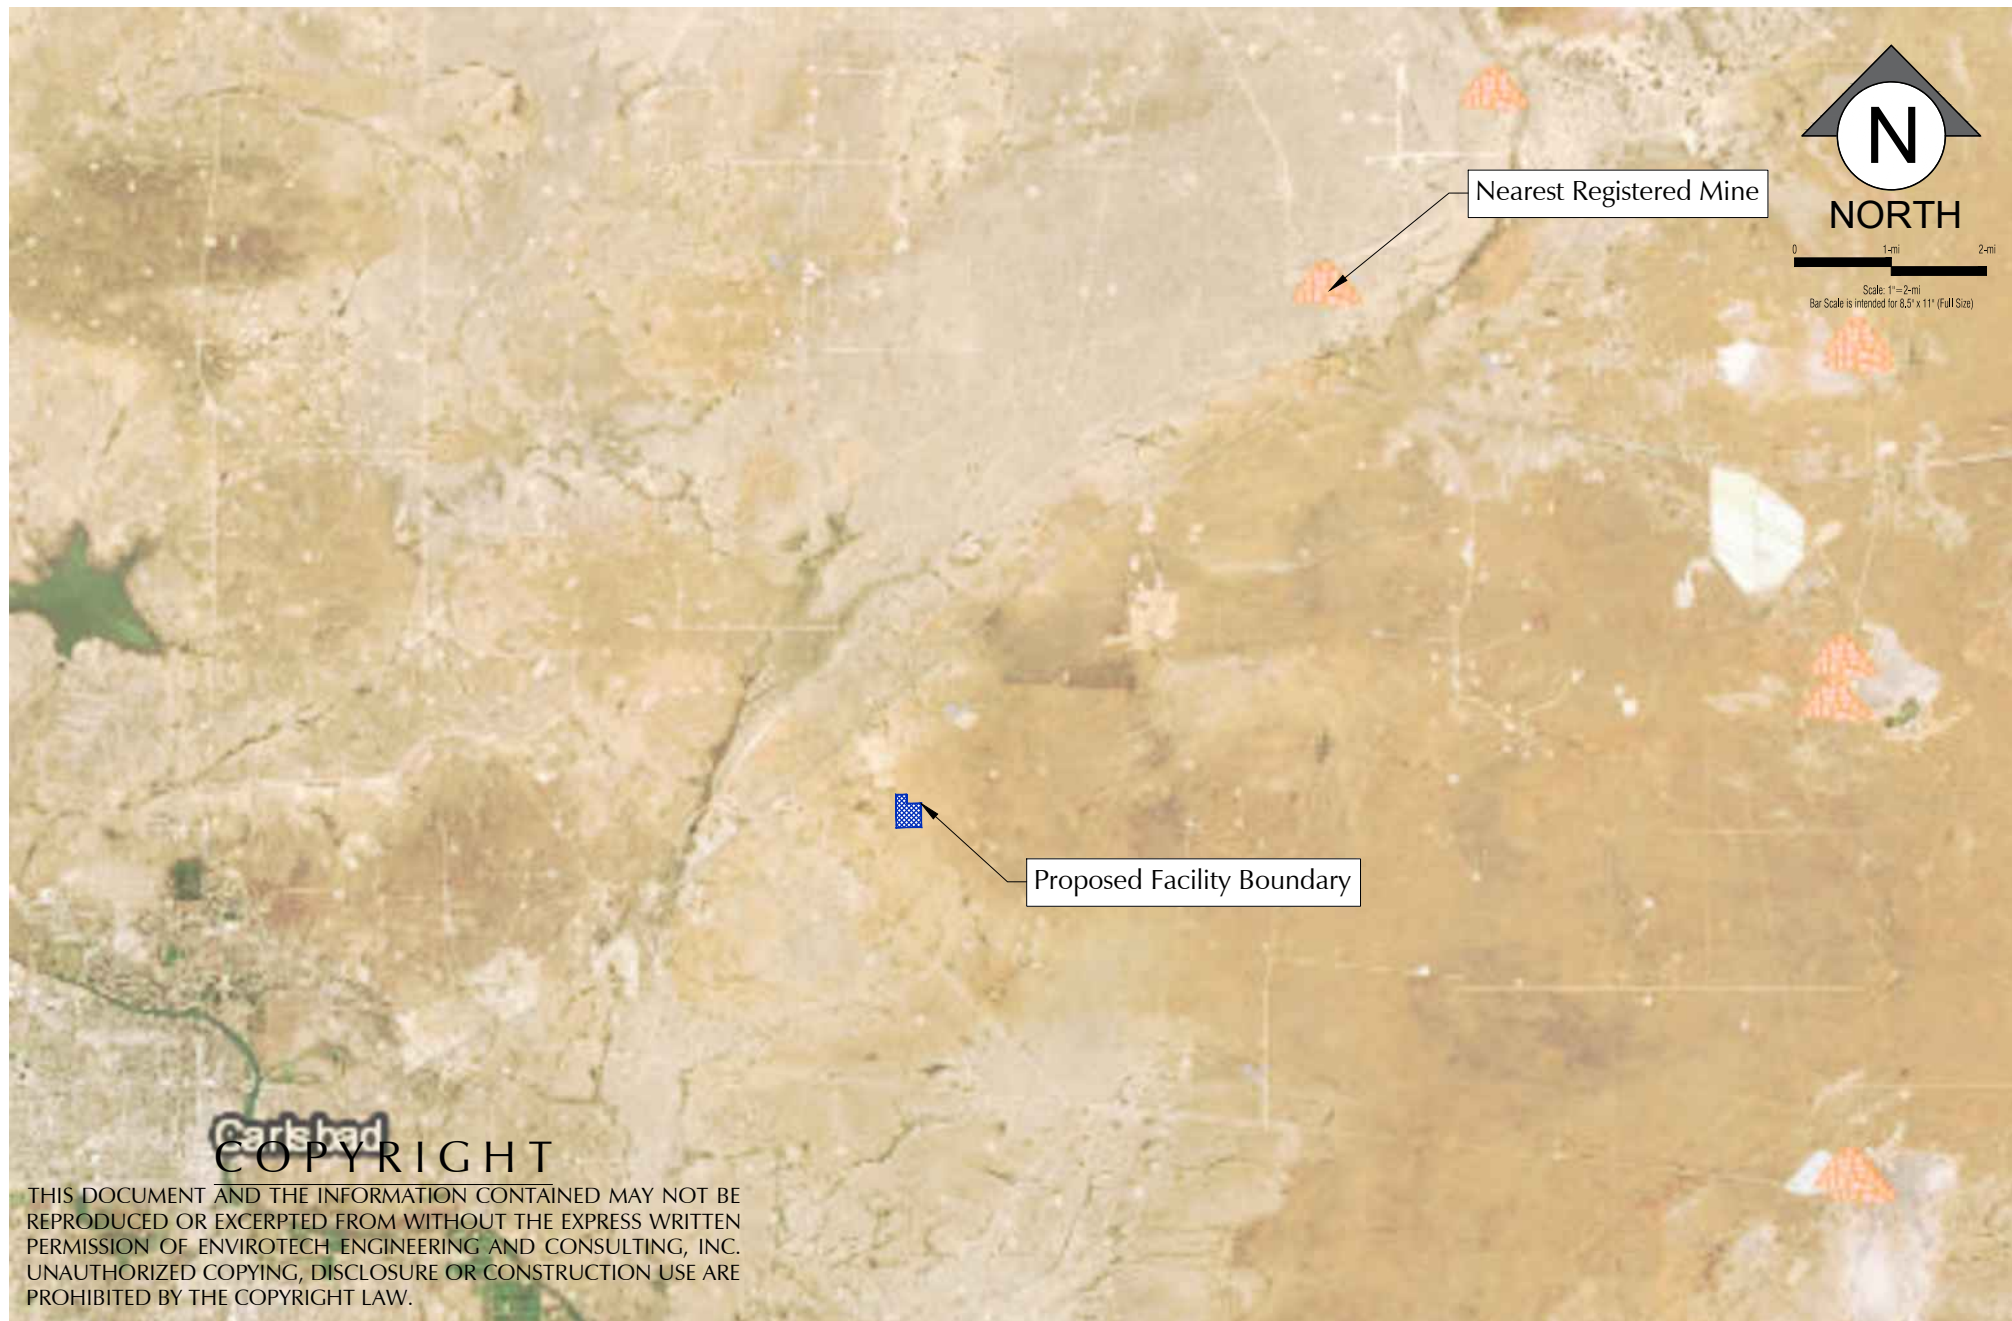 N
NORTH
0 1-mi 2-mi
Scale: 1"=2-mi
Bar Scale is intended for 8.5" x 11" (Full Size)
Nearest Registered Mine
Proposed Facility Boundary
Carlsbad
COPYRIGHT
THIS DOCUMENT AND THE INFORMATION CONTAINED MAY NOT BE
REPRODUCED OR EXCERPTED FROM WITHOUT THE EXPRESS WRITTEN
PERMISSION OF ENVIROTECH ENGINEERING AND CONSULTING, INC.
UNAUTHORIZED COPYING, DISCLOSURE OR CONSTRUCTION USE ARE
PROHIBITED BY THE COPYRIGHT LAW.